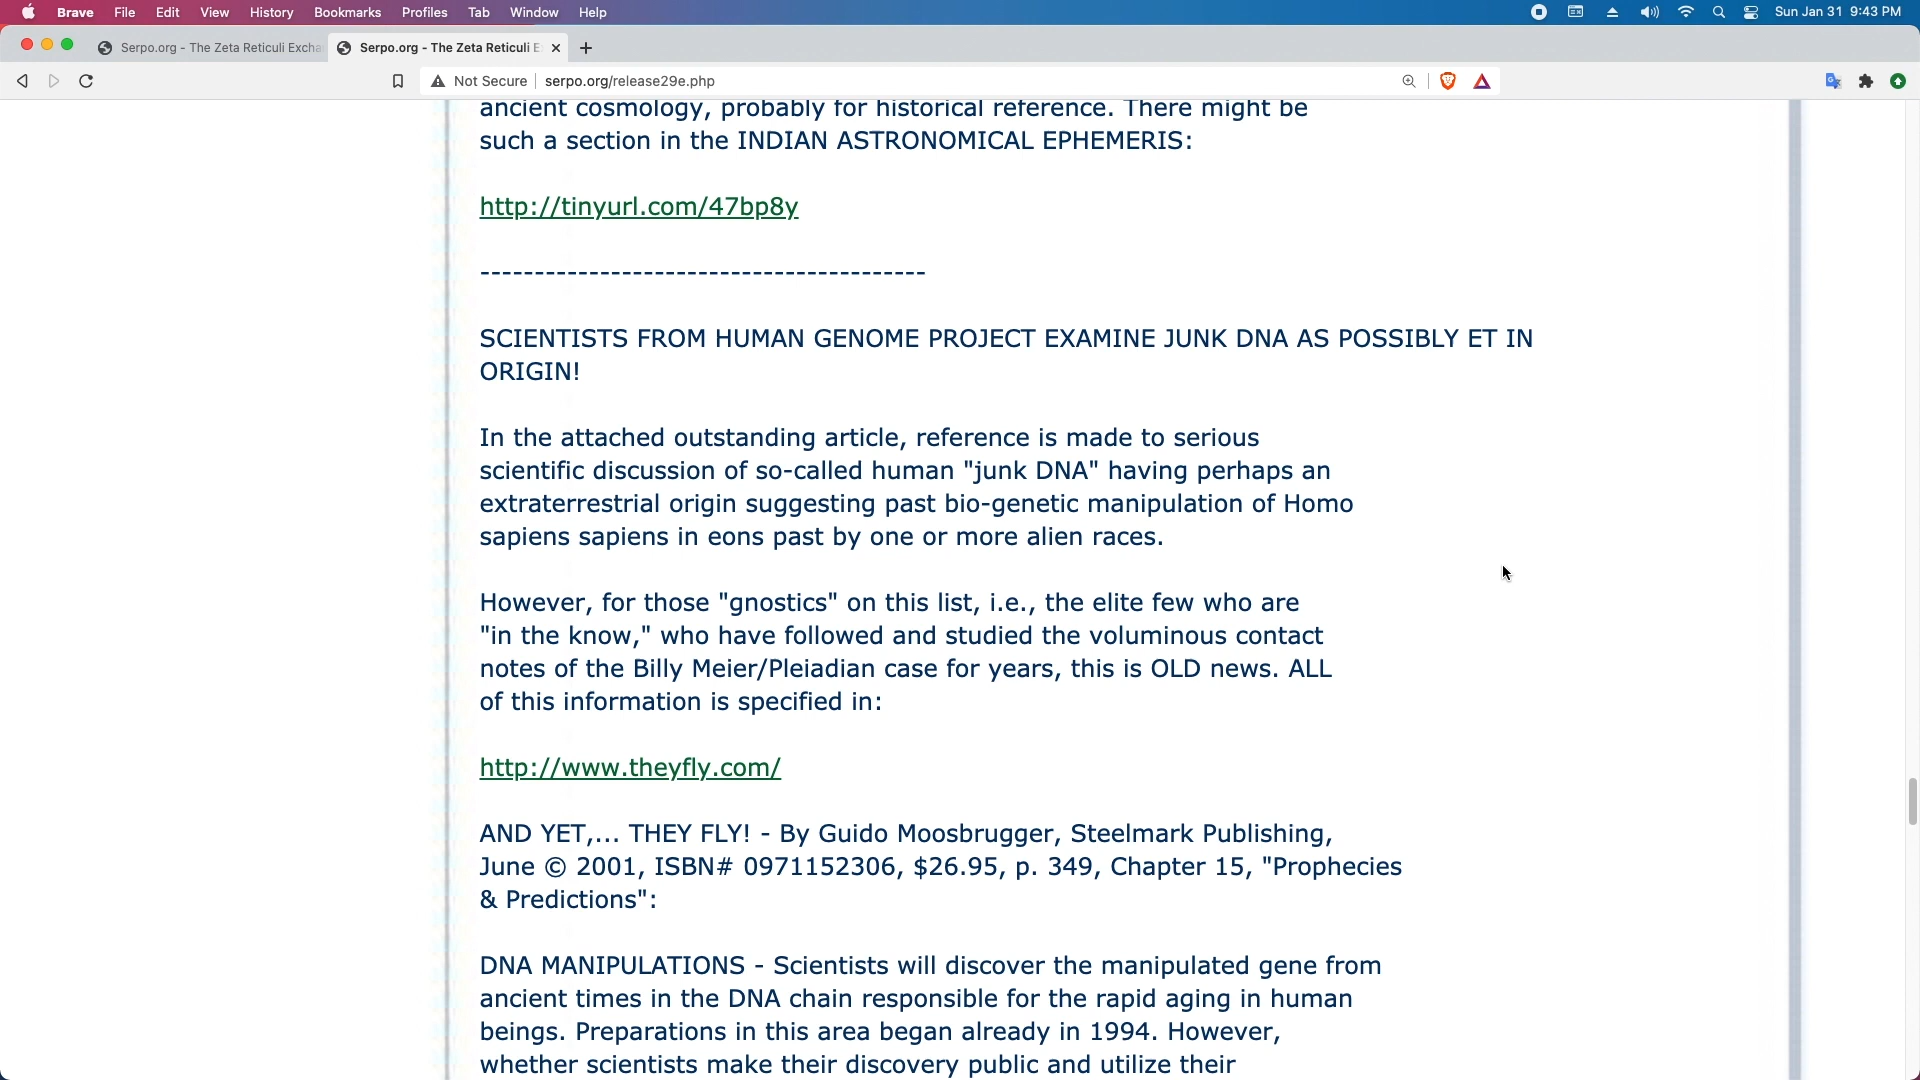 Brave File Edit View History Bookmarks Profiles Tab Window Help Sun Jan 31 9:43 PM
Serpo.org - The Zeta Reticuli Excha Serpo.org - The Zeta Reticuli E
Not Secure serpo.org/release29e.php
ancient cosmology, probably for historical reference. There might be
such a section in the INDIAN ASTRONOMICAL EPHEMERIS:
http://tinyurl.com/47bp8y
-----------------------------------------
SCIENTISTS FROM HUMAN GENOME PROJECT EXAMINE JUNK DNA AS POSSIBLY ET IN
ORIGIN!
In the attached outstanding article, reference is made to serious
scientific discussion of so-called human "junk DNA" having perhaps an
extraterrestrial origin suggesting past bio-genetic manipulation of Homo
sapiens sapiens in eons past by one or more alien races.
However, for those "gnostics" on this list, i.e., the elite few who are
"in the know," who have followed and studied the voluminous contact
notes of the Billy Meier/Pleiadian case for years, this is OLD news. ALL
of this information is specified in:
http://www.theyfly.com/
AND YET,... THEY FLY! - By Guido Moosbrugger, Steelmark Publishing,
June © 2001, ISBN# 0971152306, $26.95, p. 349, Chapter 15, "Prophecies
& Predictions":
DNA MANIPULATIONS - Scientists will discover the manipulated gene from
ancient times in the DNA chain responsible for the rapid aging in human
beings. Preparations in this area began already in 1994. However,
whether scientists make their discovery public and utilize their